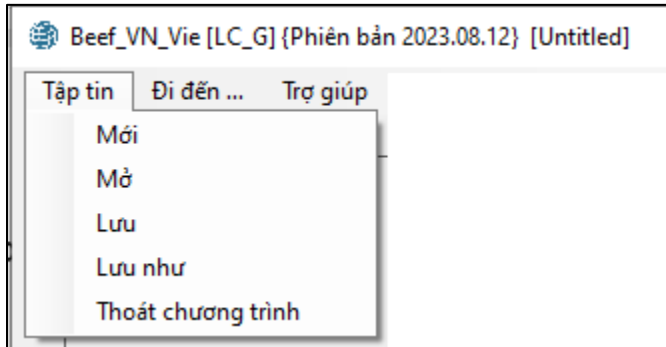 Beef_VN_Vie [LC_G] {Phiên bản 2023.08.12} [Untitled]
Tập tin Đi đến ... Trợ giúp
Mới
Mở
Lưu
Lưu như
Thoát chương trình